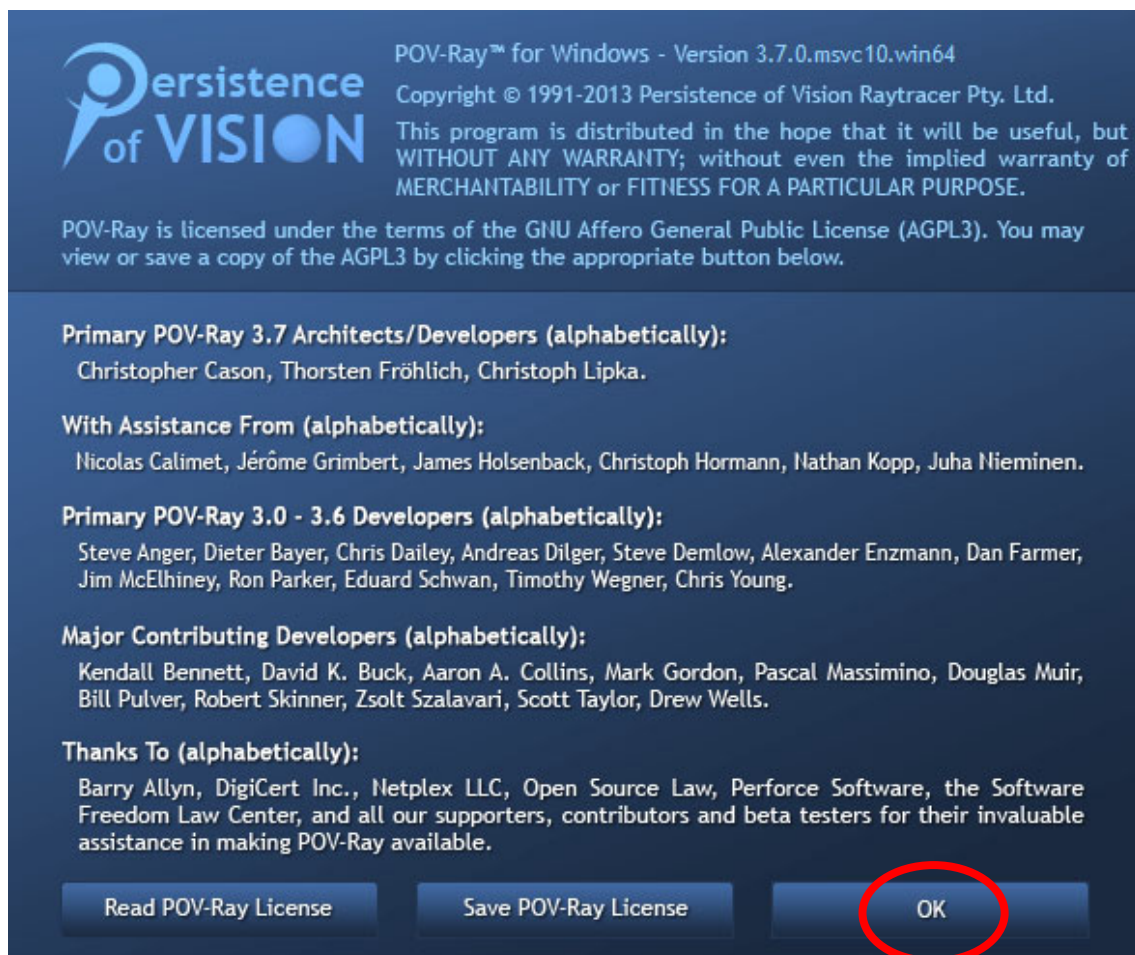 Persistence
of VISION
POV-Ray™ for Windows - Version 3.7.0.msvc10.win64
Copyright © 1991-2013 Persistence of Vision Raytracer Pty. Ltd.
This program is distributed in the hope that it will be useful, but
WITHOUT ANY WARRANTY; without even the implied warranty of
MERCHANTABILITY or FITNESS FOR A PARTICULAR PURPOSE.
POV-Ray is licensed under the terms of the GNU Affero General Public License (AGPL3). You may
view or save a copy of the AGPL3 by clicking the appropriate button below.
Primary POV-Ray 3.7 Architects/Developers (alphabetically):
Christopher Cason, Thorsten Fröhlich, Christoph Lipka.
With Assistance From (alphabetically):
Nicolas Calimet, Jérôme Grimbert, James Holsenback, Christoph Hormann, Nathan Kopp, Juha Nieminen.
Primary POV-Ray 3.0 - 3.6 Developers (alphabetically):
Steve Anger, Dieter Bayer, Chris Dailey, Andreas Dilger, Steve Demlow, Alexander Enzmann, Dan Farmer,
Jim McElhiney, Ron Parker, Eduard Schwan, Timothy Wegner, Chris Young.
Major Contributing Developers (alphabetically):
Kendall Bennett, David K. Buck, Aaron A. Collins, Mark Gordon, Pascal Massimino, Douglas Muir,
Bill Pulver, Robert Skinner, Zsolt Szalavari, Scott Taylor, Drew Wells.
Thanks To (alphabetically):
Barry Allyn, DigiCert Inc., Netplex LLC, Open Source Law, Perforce Software, the Software
Freedom Law Center, and all our supporters, contributors and beta testers for their invaluable
assistance in making POV-Ray available.
Read POV-Ray License
Save POV-Ray License
OK